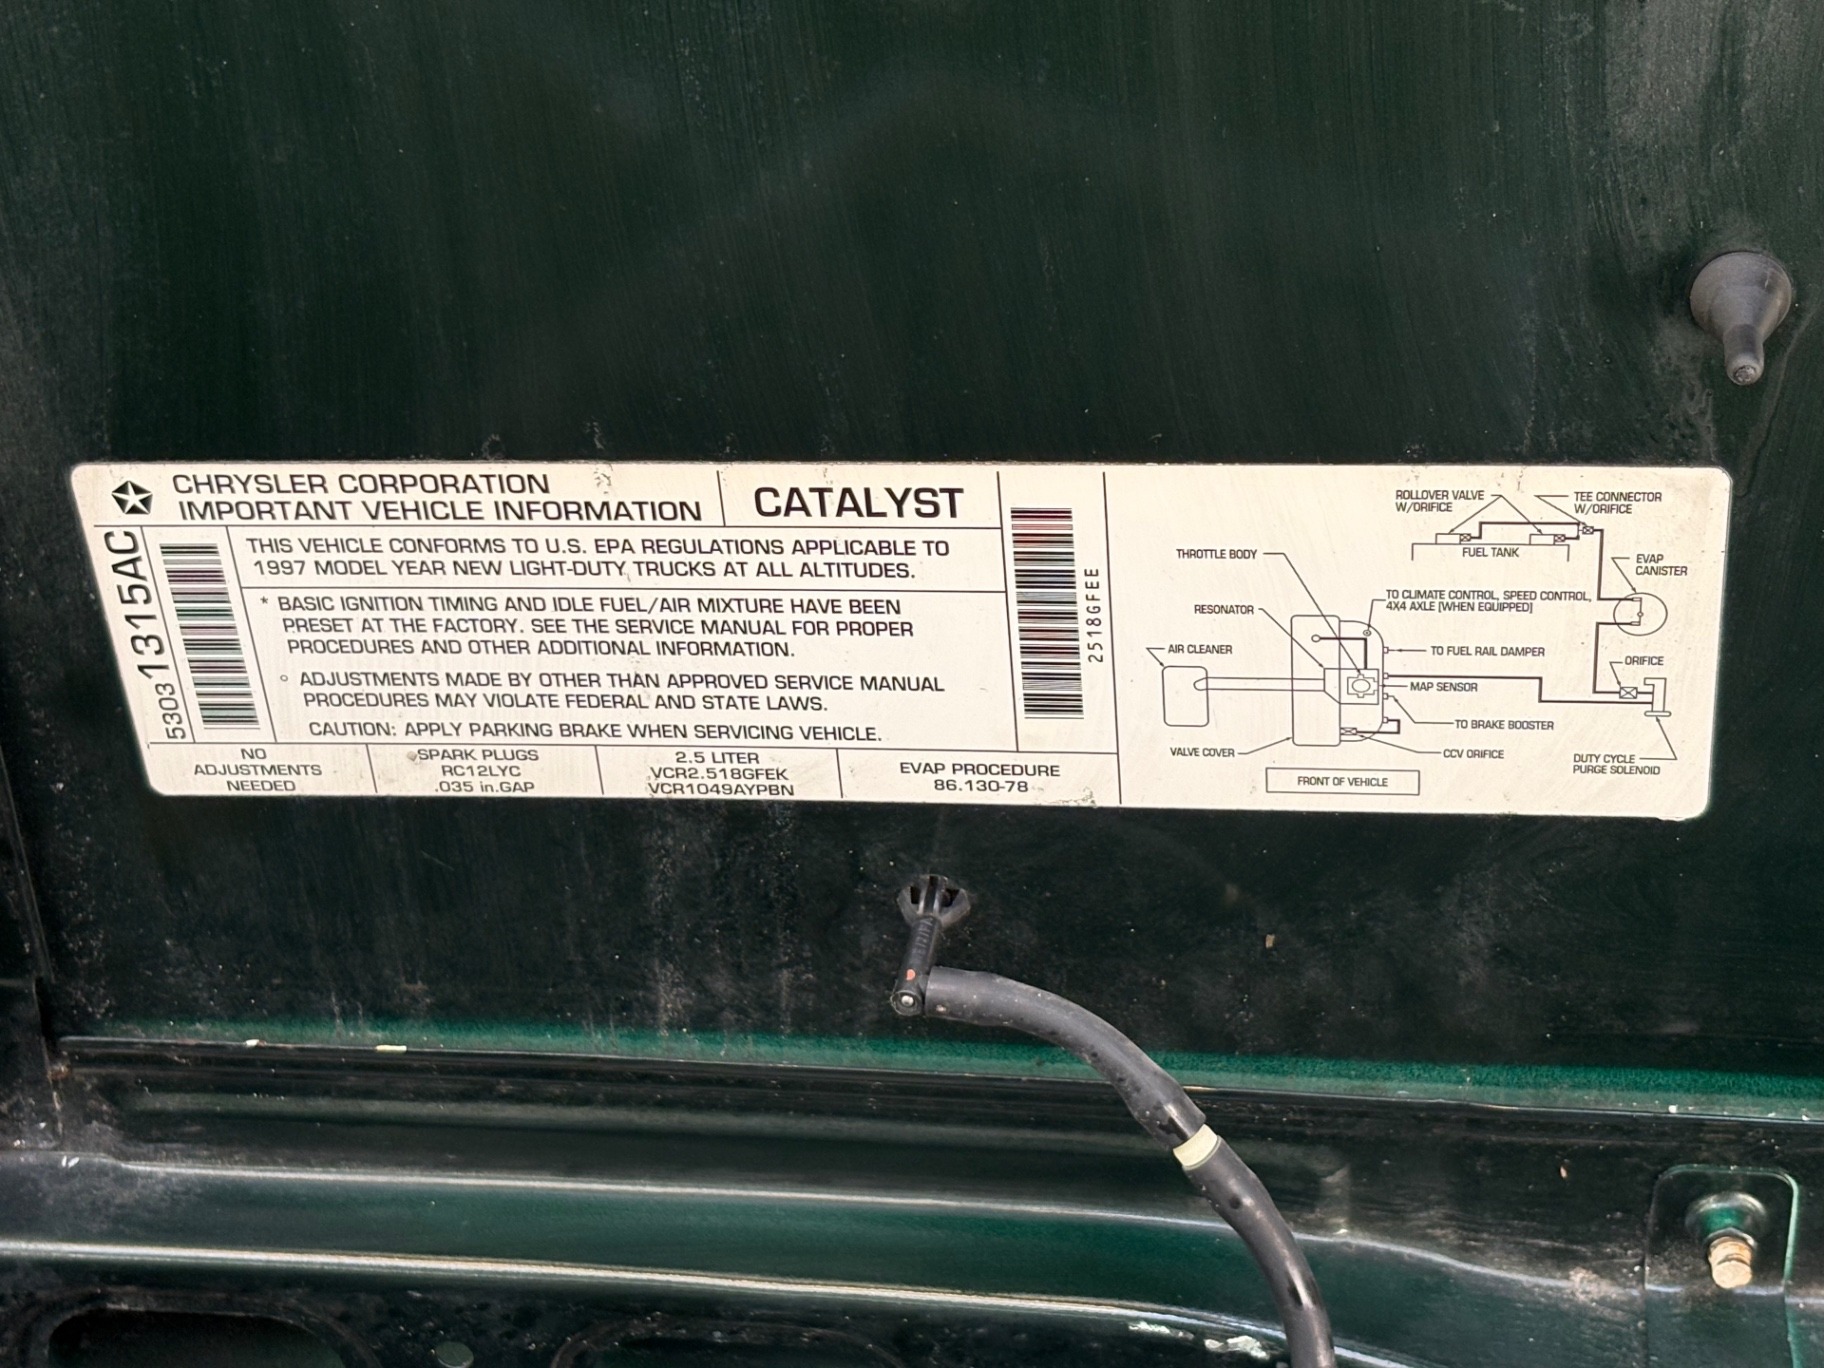 CHRYSLER CORPORATION
IMPORTANT VEHICLE INFORMATION
CATALYST
53031315AC
THIS VEHICLE CONFORMS TO U.S. EPA REGULATIONS APPLICABLE TO
1997 MODEL YEAR NEW LIGHT-DUTY TRUCKS AT ALL ALTITUDES.
* BASIC IGNITION TIMING AND IDLE FUEL/AIR MIXTURE HAVE BEEN
PRESET AT THE FACTORY. SEE THE SERVICE MANUAL FOR PROPER
PROCEDURES AND OTHER ADDITIONAL INFORMATION.
° ADJUSTMENTS MADE BY OTHER THAN APPROVED SERVICE MANUAL
PROCEDURES MAY VIOLATE FEDERAL AND STATE LAWS.
CAUTION: APPLY PARKING BRAKE WHEN SERVICING VEHICLE.
NO
ADJUSTMENTS
NEEDED
SPARK PLUGS
RC12LYC
.035 in.GAP
2.5 LITER
VCR2.518GFEK
VCR1049AYPBN
EVAP PROCEDURE
86.130-78
2518GFEE
ROLLOVER VALVE
W/ORIFICE
TEE CONNECTOR
W/ORIFICE
FUEL TANK
THROTTLE BODY
EVAP
CANISTER
TO CLIMATE CONTROL, SPEED CONTROL,
4X4 AXLE [WHEN EQUIPPED]
RESONATOR
AIR CLEANER
TO FUEL RAIL DAMPER
ORIFICE
MAP SENSOR
TO BRAKE BOOSTER
VALVE COVER
CCV ORIFICE
DUTY CYCLE
PURGE SOLENOID
FRONT OF VEHICLE